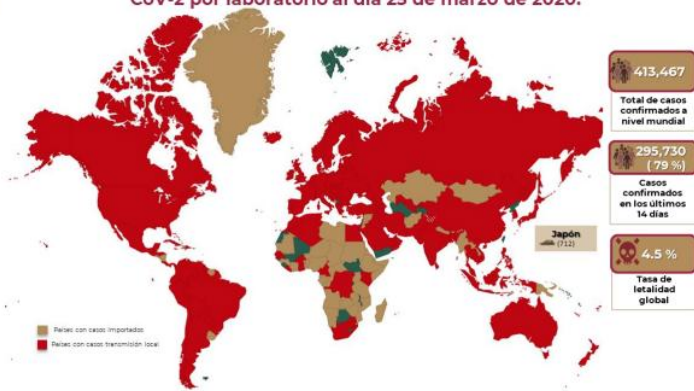 CoV-2 por laboratorio al día 25 de marzo de 2020.
413,467
Total de casos
confirmados a
nivel mundial
295,730
( 79 %)
Casos
confirmados
en los últimos
14 días
Japón
(712)
4.5 %
Tasa de
letalidad
global
Países con casos importados
Países con casos transmisión local